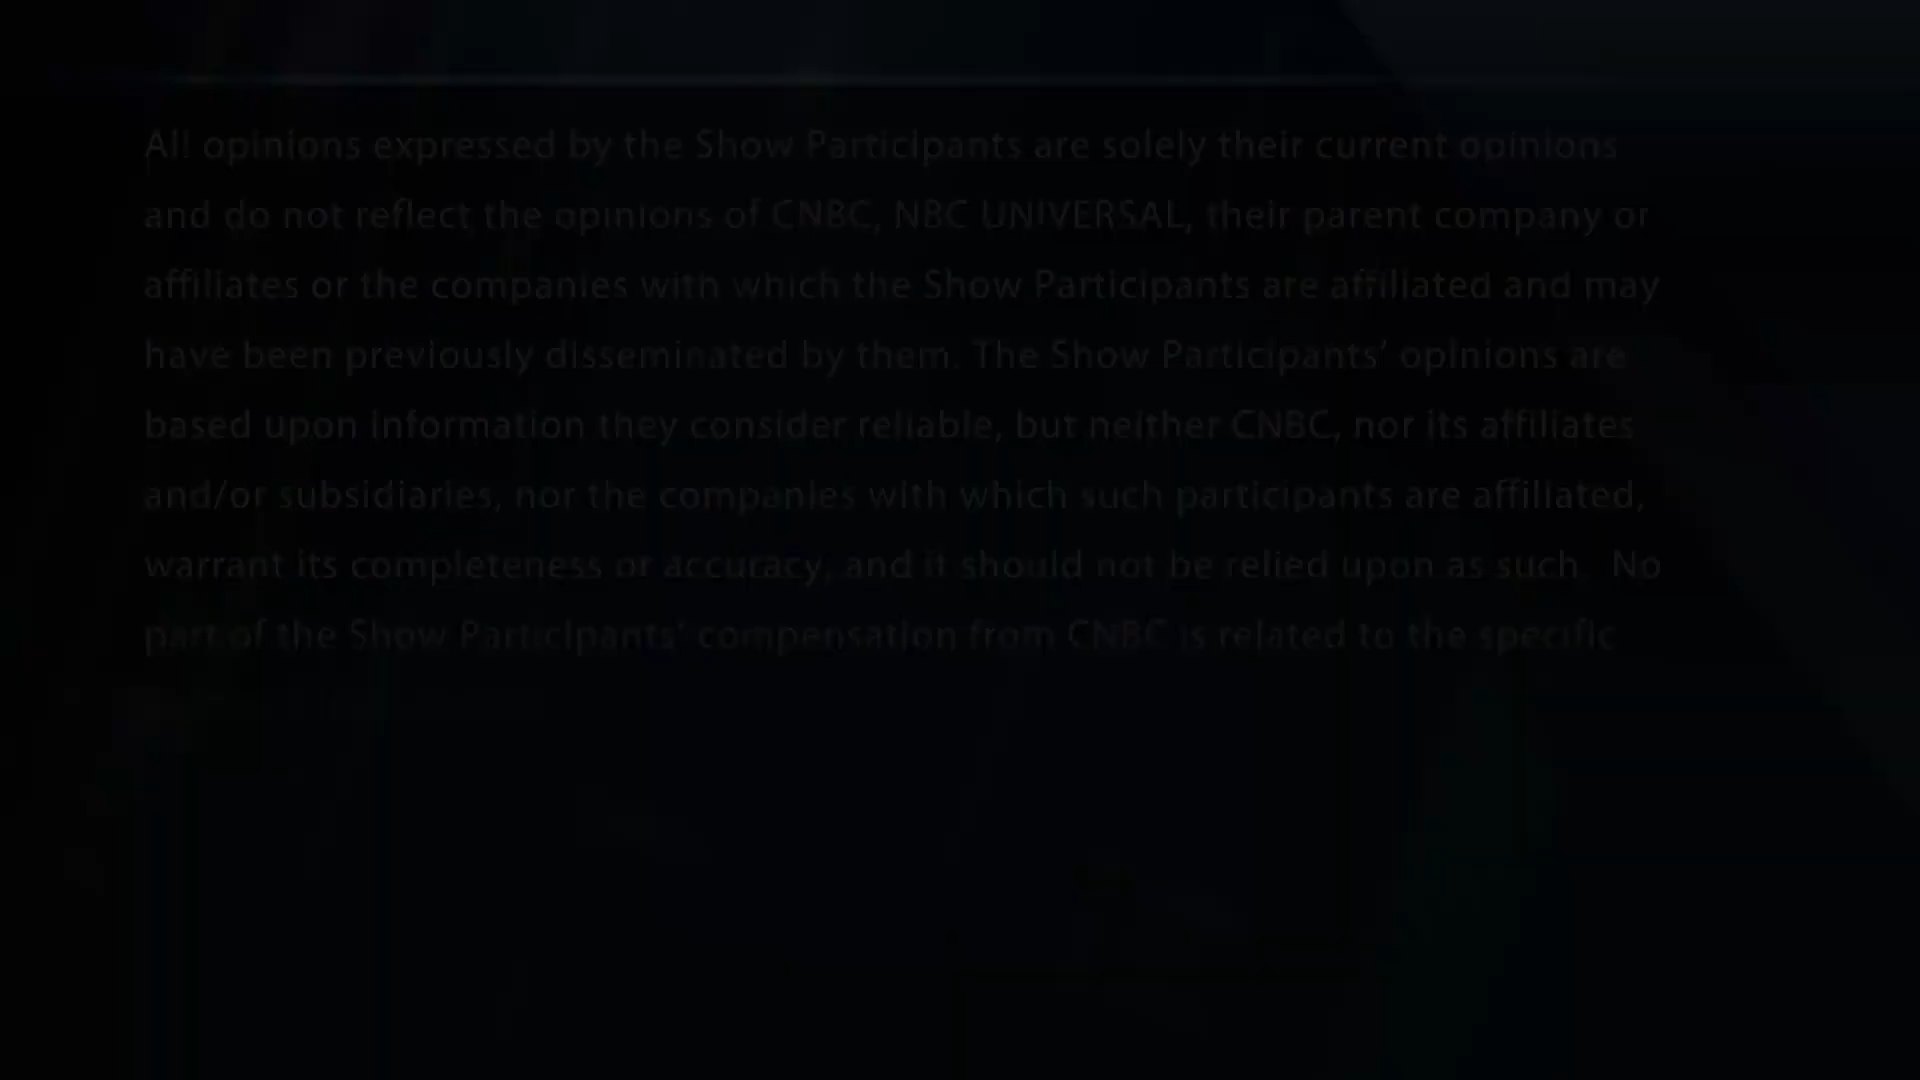 All opinions expressed by the Show Participants are solely their current opinions
and do not reflect the opinions of CNBC, NBC UNIVERSAL, their parent company or
affiliates or the companies with which the Show Participants are affiliated and may
have been previously disseminated by them. The Show Participants’ opinions are
based upon information they consider reliable, but neither CNBC, nor its affiliates
and/or subsidiaries, nor the companies with which such participants are affiliated,
warrant its completeness or accuracy, and it should not be relied upon as such.  No
part of the Show Participants’ compensation from CNBC is related to the specific